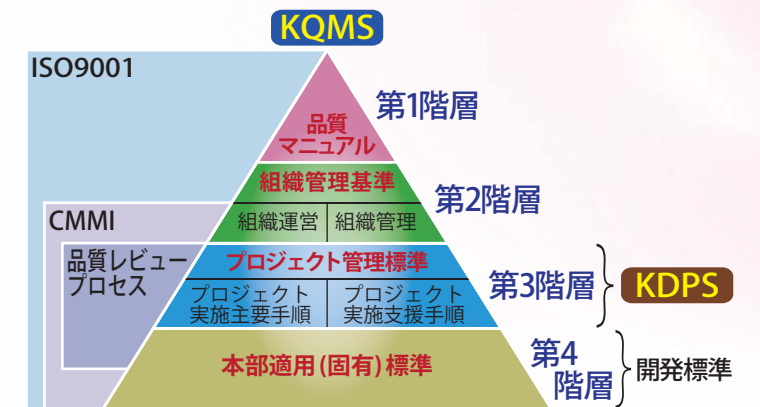 KQMS
ISO9001
第1階層
品質
マニュアル
組織管理基準
第2階層
CMMI
組織運営
組織管理
品質レビュー
プロセス
プロジェクト管理標準
プロジェクト
実施主要手順
プロジェクト
実施支援手順
第3階層
KDPS
本部適用(固有)標準
第4
階層
開発標準